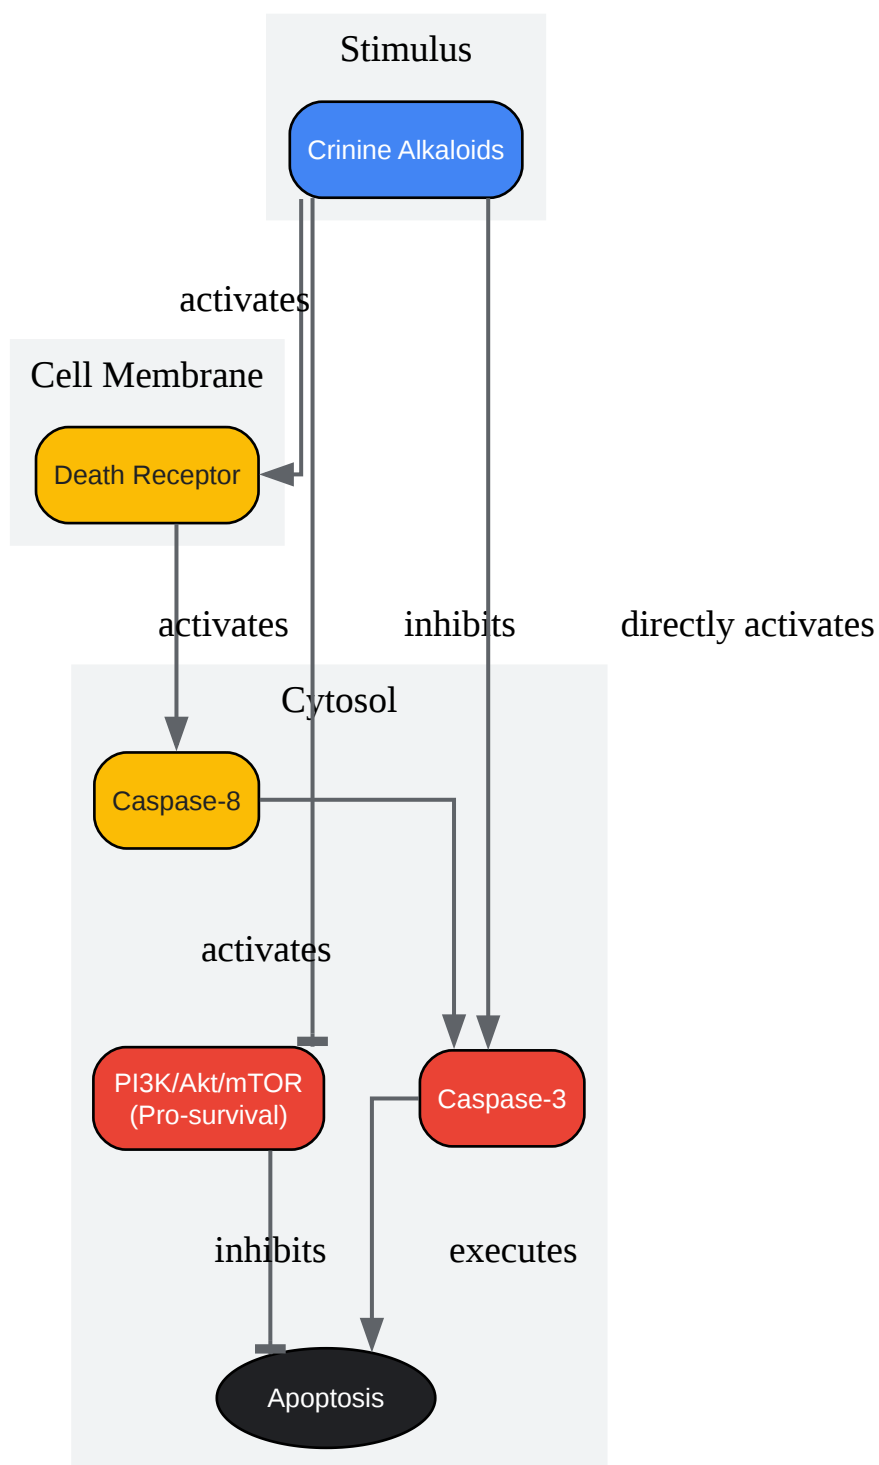 Stimulus
Crinine Alkaloids
activates
Cell Membrane
Death Receptor
activates
inhibits
directly activates
Cytosol
Caspase-8
activates
PI3K/Akt/mTOR
(Pro-survival)
Caspase-3
inhibits
executes
Apoptosis